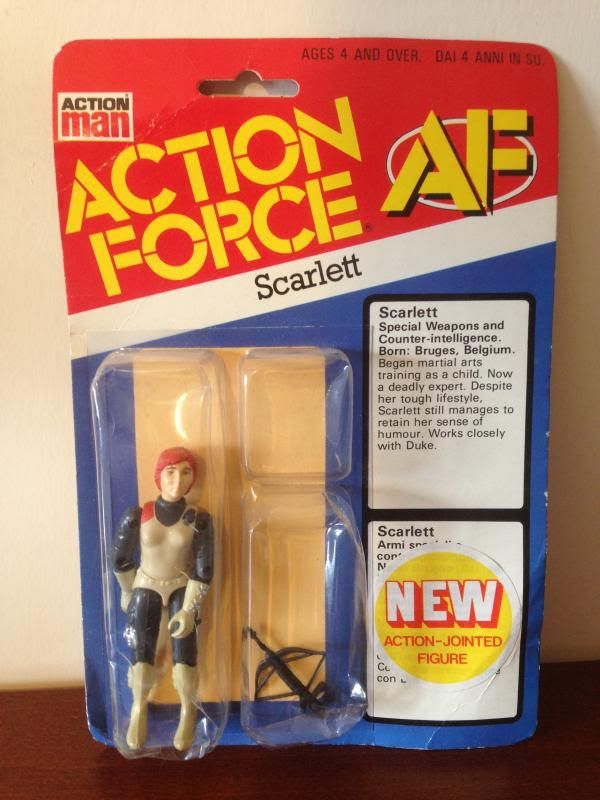 AGES 4 AND OVER. DAI 4 ANNI IN SU.
ACTION
man
ACTION
FORCE®
AF
Scarlett
Scarlett
Special Weapons and
Counter-intelligence.
Born: Bruges, Belgium.
Began martial arts
training as a child. Now
a deadly expert. Despite
her tough lifestyle,
Scarlett still manages to
retain her sense of
humour. Works closely
with Duke.
Scarlett
Armi
NEW
ACTION-JOINTED
FIGURE
con